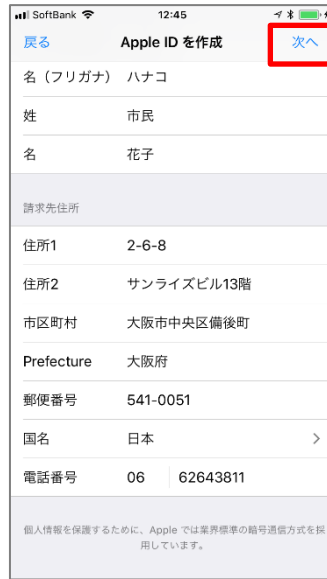 SoftBank 12:45
戻る Apple ID を作成 次へ
名（フリガナ） ハナコ
姓 市民
名 花子
請求先住所
住所1 2-6-8
住所2 サンライズビル13階
市区町村 大阪市中央区備後町
Prefecture 大阪府
郵便番号 541-0051
国名 日本
電話番号 06 62643811
個人情報を保護するために、Apple では業界標準の暗号通信方式を採
用しています。